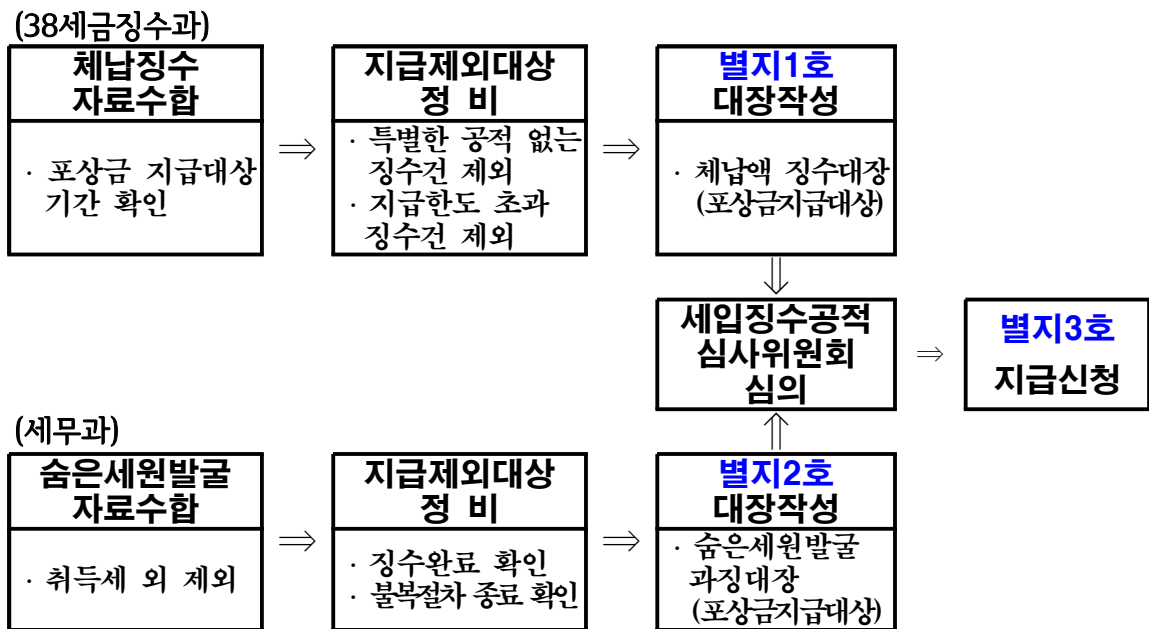 (38세금징수과)
체납징수
자료수합
· 포상금 지급대상
기간 확인
⇒
지급제외대상
정 비
· 특별한 공적 없는
징수건 제외
· 지급한도 초과
징수건 제외
⇒
별지1호
대장작성
· 체납액 징수대장
(포상금지급대상)
⇓
세입징수공적
심사위원회
심의
⇒
별지3호
지급신청
(세무과)
숨은세원발굴
자료수합
· 취득세 외 제외
⇒
지급제외대상
정 비
· 징수완료 확인
· 불복절차 종료 확인
⇒
⇑
별지2호
대장작성
· 숨은세원발굴
과징대장
(포상금지급대상)